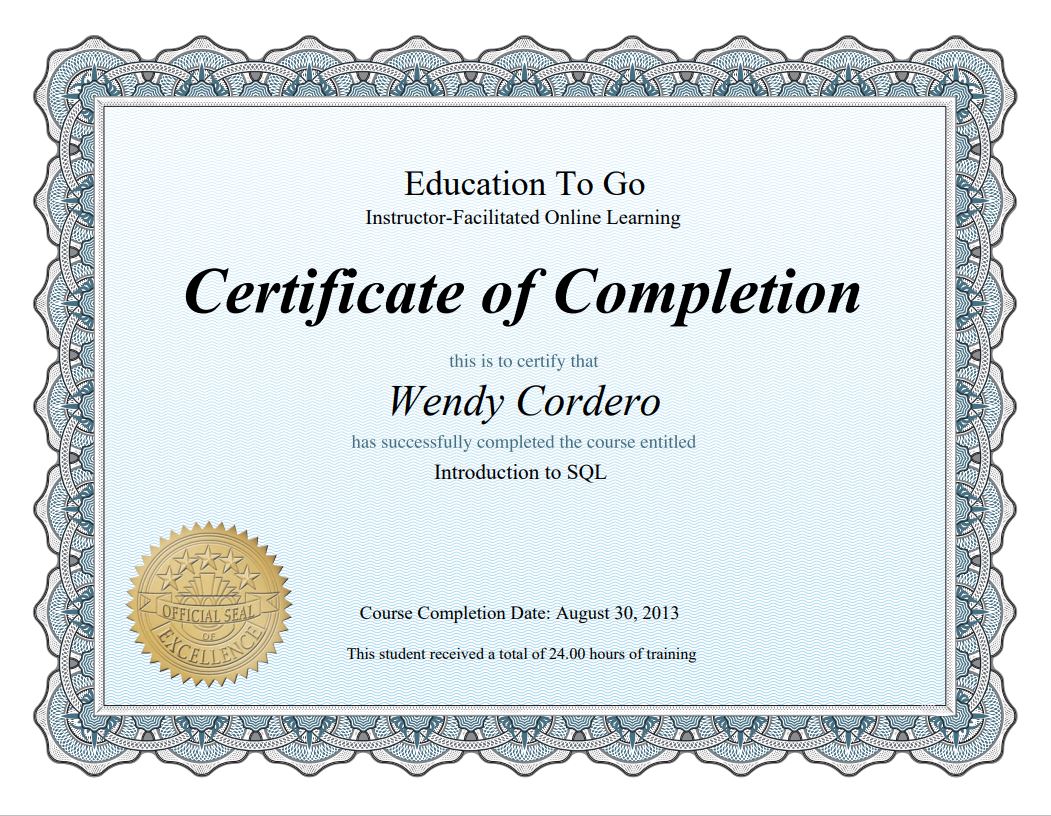 Education To Go
Instructor-Facilitated Online Learning
Certificate of Completion
this is to certify that
Wendy Cordero
has successfully completed the course entitled
Introduction to SQL
OFFICIAL SEAL
OF
EXCELLENCE
Course Completion Date: August 30, 2013
This student received a total of 24.00 hours of training